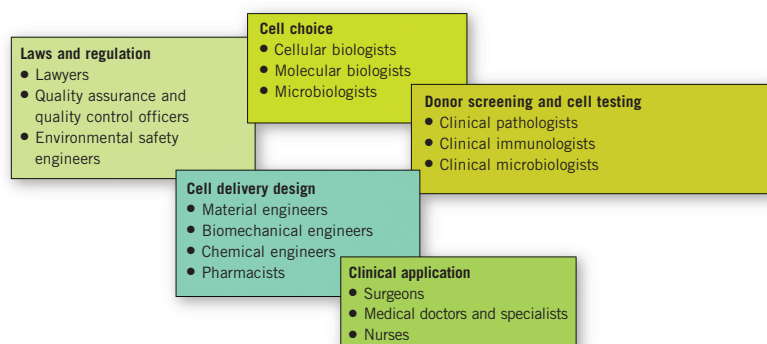 Cell choice
● Cellular biologists
● Molecular biologists
● Microbiologists
Laws and regulation
● Lawyers
● Quality assurance and
quality control officers
● Environmental safety
engineers
Donor screening and cell testing
● Clinical pathologists
● Clinical immunologists
● Clinical microbiologists
Cell delivery design
● Material engineers
● Biomechanical engineers
● Chemical engineers
● Pharmacists
Clinical application
● Surgeons
● Medical doctors and specialists
● Nurses